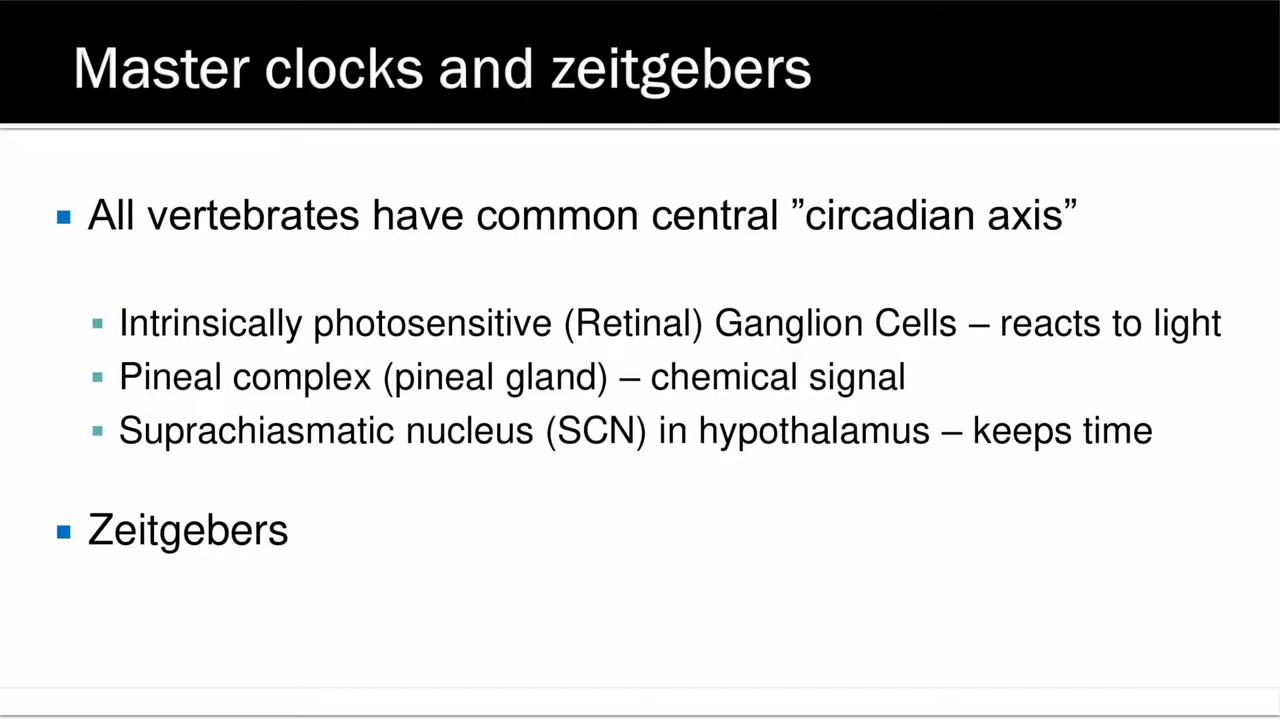 Master clocks and zeitgebers
All vertebrates have common central ”circadian axis”
Intrinsically photosensitive (Retinal) Ganglion Cells – reacts to light
Pineal complex (pineal gland) – chemical signal
Suprachiasmatic nucleus (SCN) in hypothalamus – keeps time
Zeitgebers